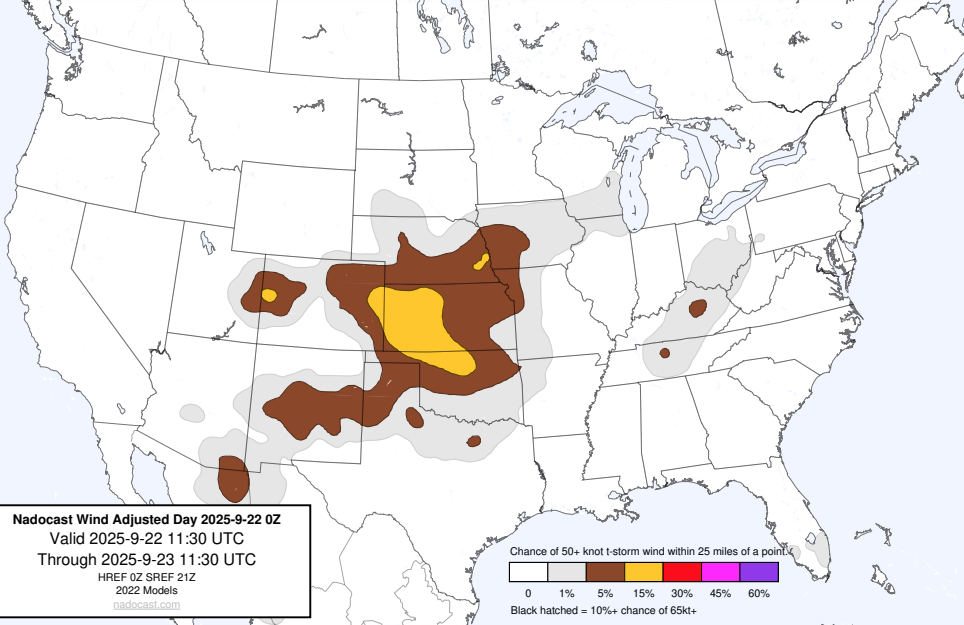 Nadocast Wind Adjusted Day 2025-9-22 0Z
Valid 2025-9-22 11:30 UTC
Through 2025-9-23 11:30 UTC
HREF 0Z SREF 21Z
2022 Models
nadocast.com
Chance of 50+ knot t-storm wind within 25 miles of a point.
0 1% 5% 15% 30% 45% 60%
Black hatched = 10%+ chance of 65kt+